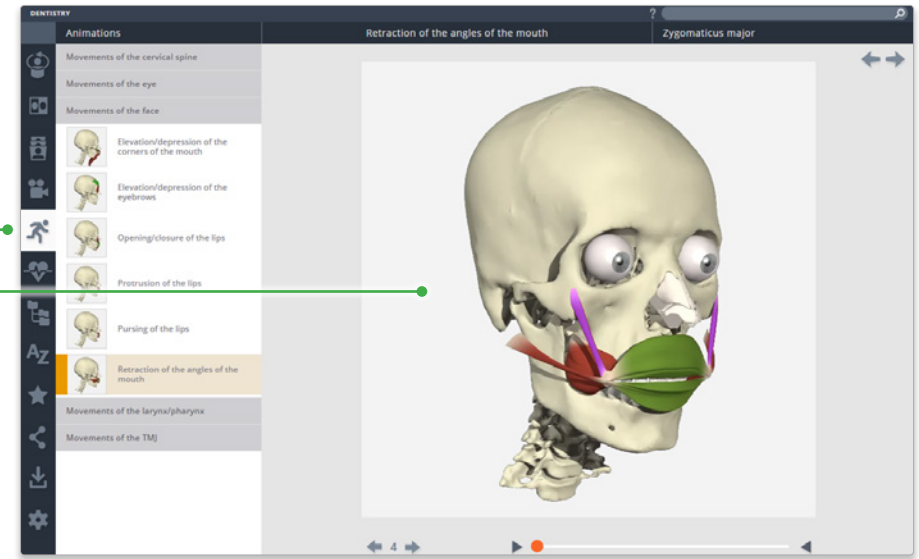 DENTISTRY
?
Animations
Retraction of the angles of the mouth
Zygomaticus major
Movements of the cervical spine
Movements of the eye
Movements of the face
Elevation/depression of the
corners of the mouth
Elevation/depression of the
eyebrows
Opening/closure of the lips
Protrusion of the lips
Pursing of the lips
Retraction of the angles of the
mouth
Movements of the larynx/pharynx
Movements of the TMJ
AZ
4